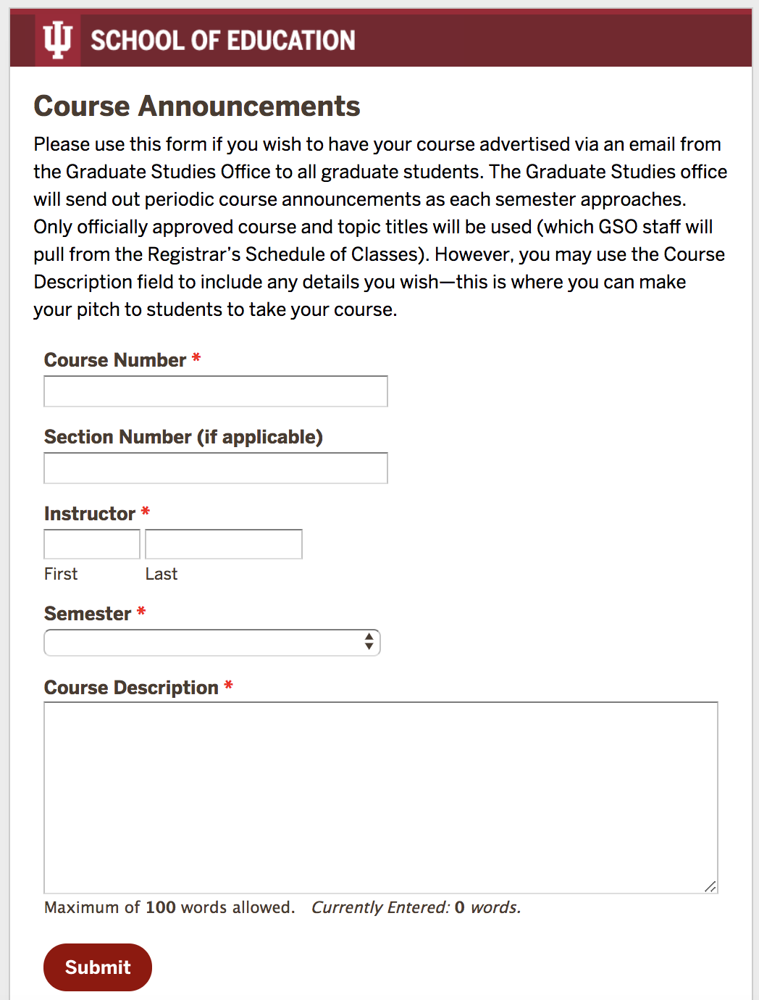 SCHOOL OF EDUCATION
Course Announcements
Please use this form if you wish to have your course advertised via an email from
the Graduate Studies Office to all graduate students. The Graduate Studies office
will send out periodic course announcements as each semester approaches.
Only officially approved course and topic titles will be used (which GSO staff will
pull from the Registrar’s Schedule of Classes). However, you may use the Course
Description field to include any details you wish—this is where you can make
your pitch to students to take your course.
Course Number *
Section Number (if applicable)
Instructor *
First Last
Semester *
Course Description *
Maximum of 100 words allowed. Currently Entered: 0 words.
Submit